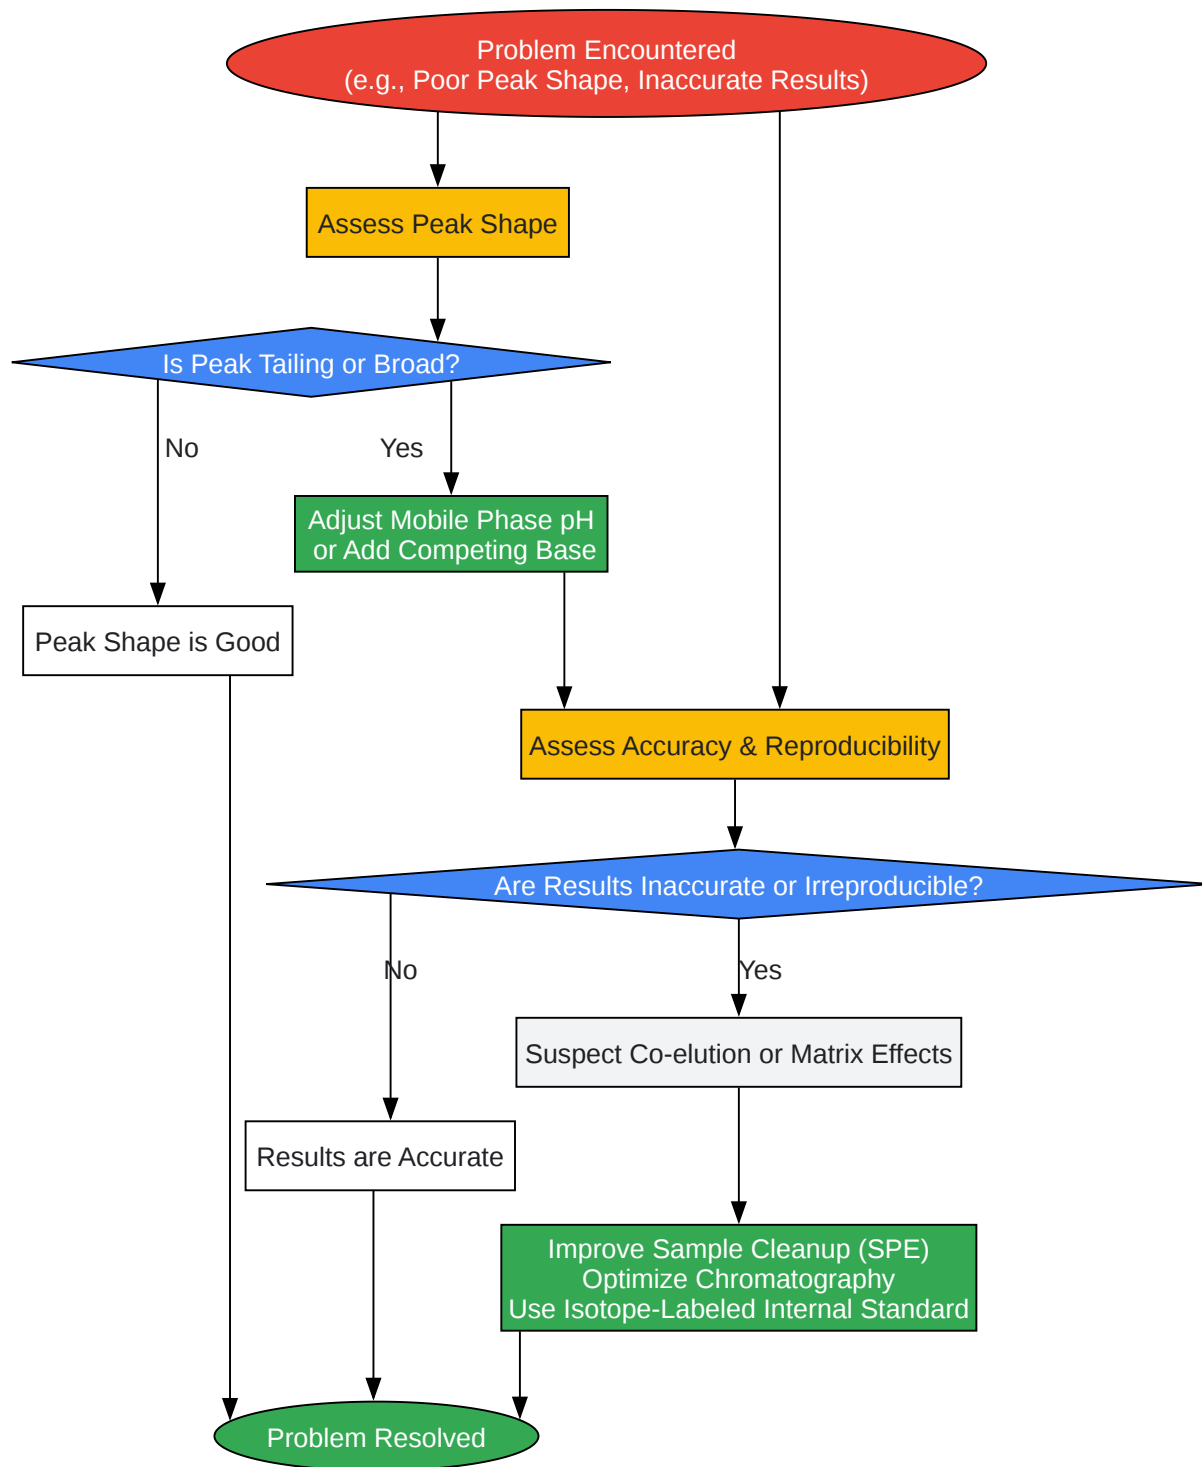 Problem Encountered
(e.g., Poor Peak Shape, Inaccurate Results)
Assess Peak Shape
Is Peak Tailing or Broad?
No
Yes
Adjust Mobile Phase pH
or Add Competing Base
Peak Shape is Good
Assess Accuracy & Reproducibility
Are Results Inaccurate or Irreproducible?
No
Yes
Suspect Co-elution or Matrix Effects
Results are Accurate
Improve Sample Cleanup (SPE)
Optimize Chromatography
Use Isotope-Labeled Internal Standard
Problem Resolved